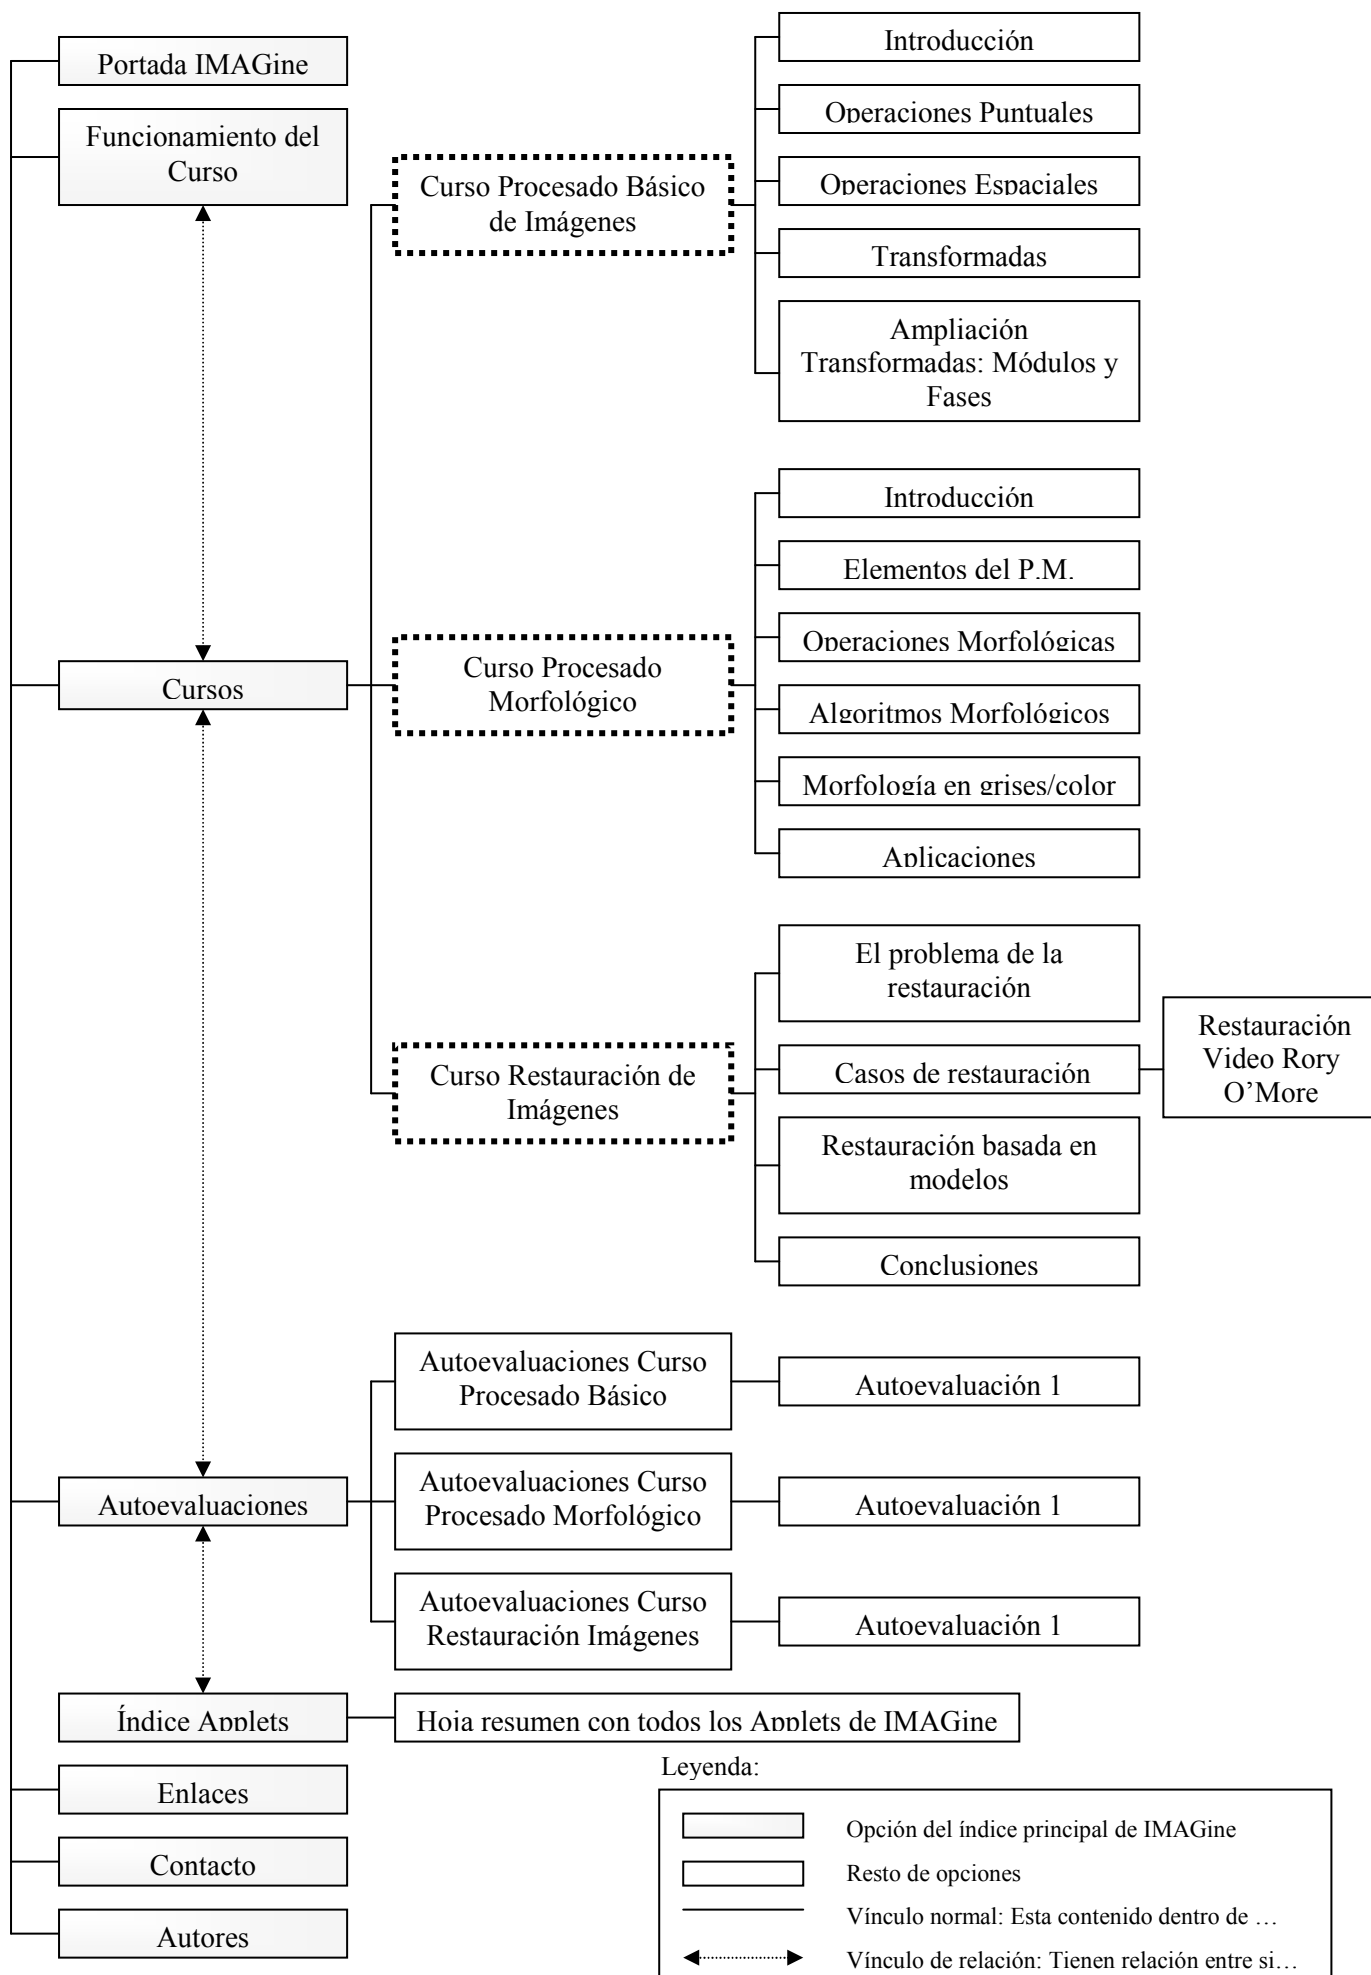 Portada IMAGine
Funcionamiento del
Curso
Cursos
Curso Procesado Básico
de Imágenes
Introducción
Operaciones Puntuales
Operaciones Espaciales
Transformadas
Ampliación
Transformadas: Módulos y
Fases
Curso Procesado
Morfológico
Introducción
Elementos del P.M.
Operaciones Morfológicas
Algoritmos Morfológicos
Morfología en grises/color
Aplicaciones
Curso Restauración de
Imágenes
El problema de la
restauración
Casos de restauración
Restauración
Video Rory
O’More
Restauración basada en
modelos
Conclusiones
Autoevaluaciones
Autoevaluaciones Curso
Procesado Básico
Autoevaluación 1
Autoevaluaciones Curso
Procesado Morfológico
Autoevaluación 1
Autoevaluaciones Curso
Restauración Imágenes
Autoevaluación 1
Índice Applets
Hoja resumen con todos los Applets de IMAGine
Enlaces
Contacto
Autores
Leyenda:
Opción del índice principal de IMAGine
Resto de opciones
Vínculo normal: Esta contenido dentro de …
Vínculo de relación: Tienen relación entre si…